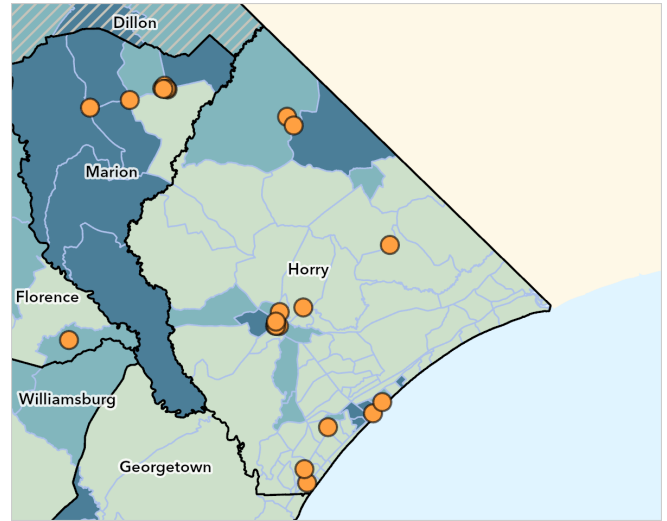 Dillon
Marion
Horry
Florence
Williamsburg
Georgetown